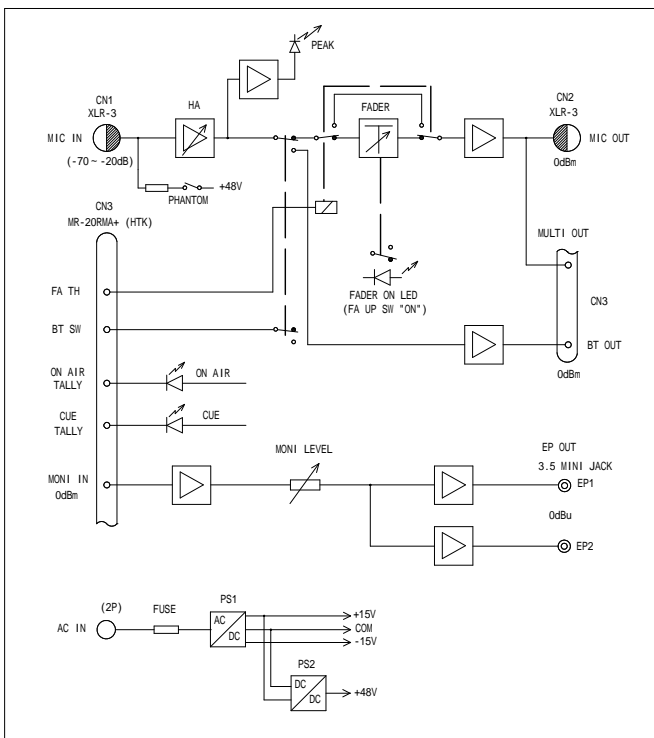 PEAK
CN1
XLR-3
HA
FADER
CN2
XLR-3
MIC IN
MIC OUT
(-70 ~ -20dB)
0dBm
+48V
PHANTOM
CN3
MR-20RMA+ (HTK)
MULTI OUT
FA TH
FADER ON LED
(FA UP SW "ON")
CN3
BT SW
BT OUT
ON AIR
TALLY
ON AIR
0dBm
CUE
TALLY
CUE
MONI LEVEL
EP OUT
3.5 MINI JACK
MONI IN
0dBm
EP1
0dBu
EP2
(2P)
FUSE
PS1
AC IN
AC
DC
+15V
COM
-15V
PS2
DC
DC
+48V